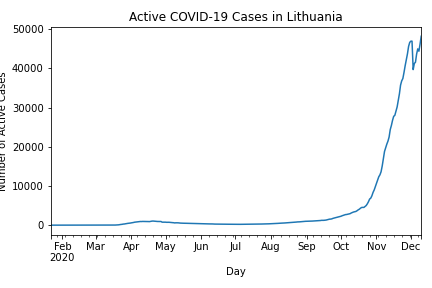 Active COVID-19 Cases in Lithuania
50000
40000
30000
20000
10000
0
Number of Active Cases
Feb Mar Apr May Jun Jul Aug Sep Oct Nov Dec
2020
Day